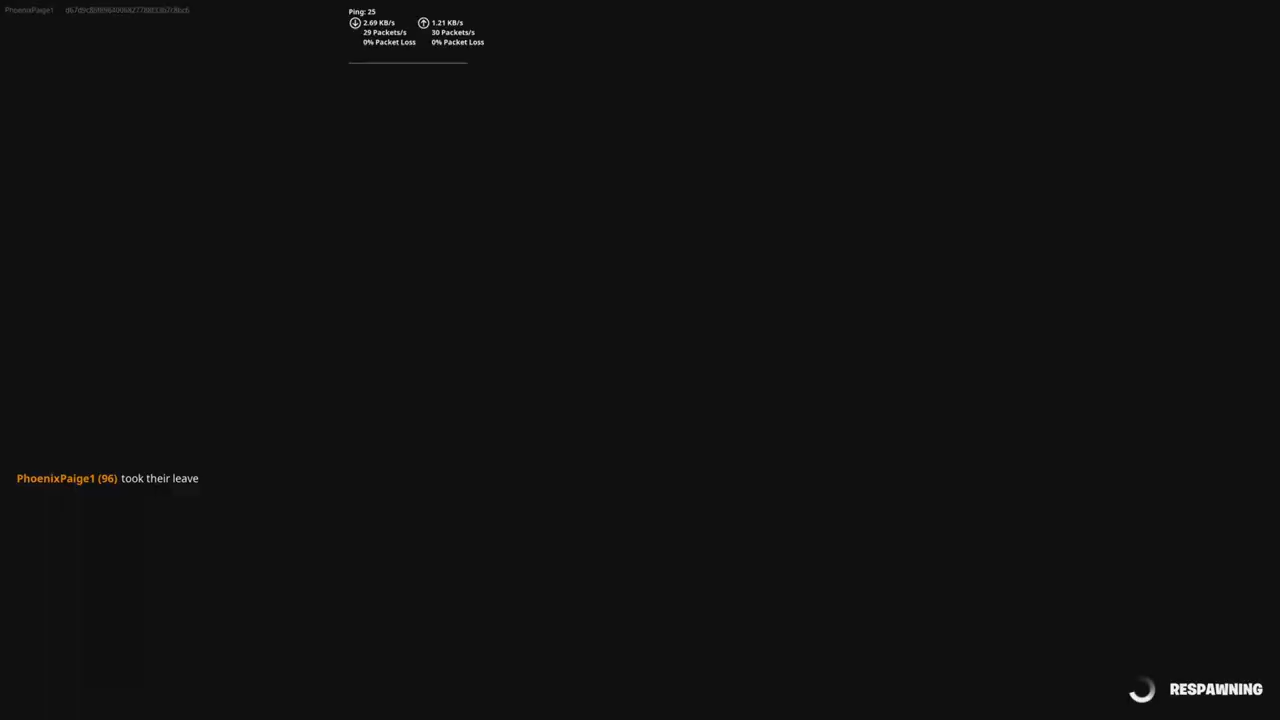 PhoenixPaige1
Ping: 25
2.69 KB/s 1.21 KB/s
29 Packets/s 30 Packets/s
0% Packet Loss 0% Packet Loss
PhoenixPaige1 (96) took their leave
RESPAWNING